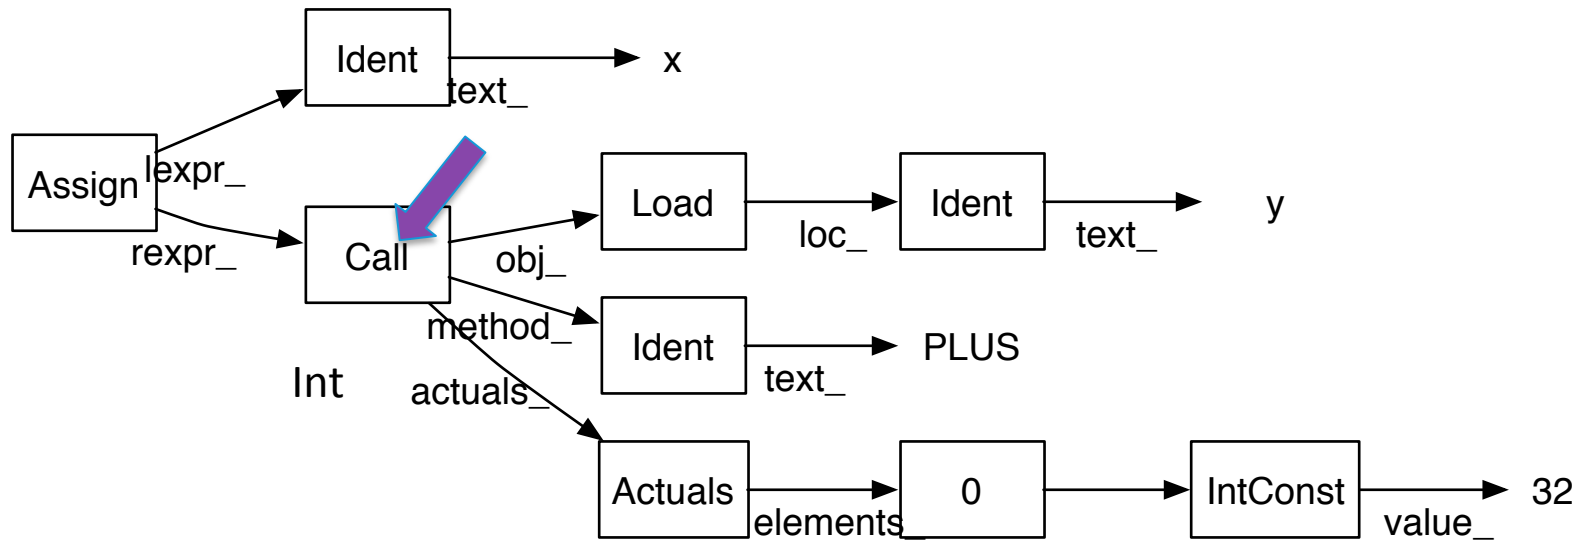 Ident
x
text_
Assign
lexpr_
rexpr_
Call
obj_
Load
loc_
Ident
text_
y
method_
Ident
text_
PLUS
Int
actuals_
Actuals
elements_
0
IntConst
value_
32